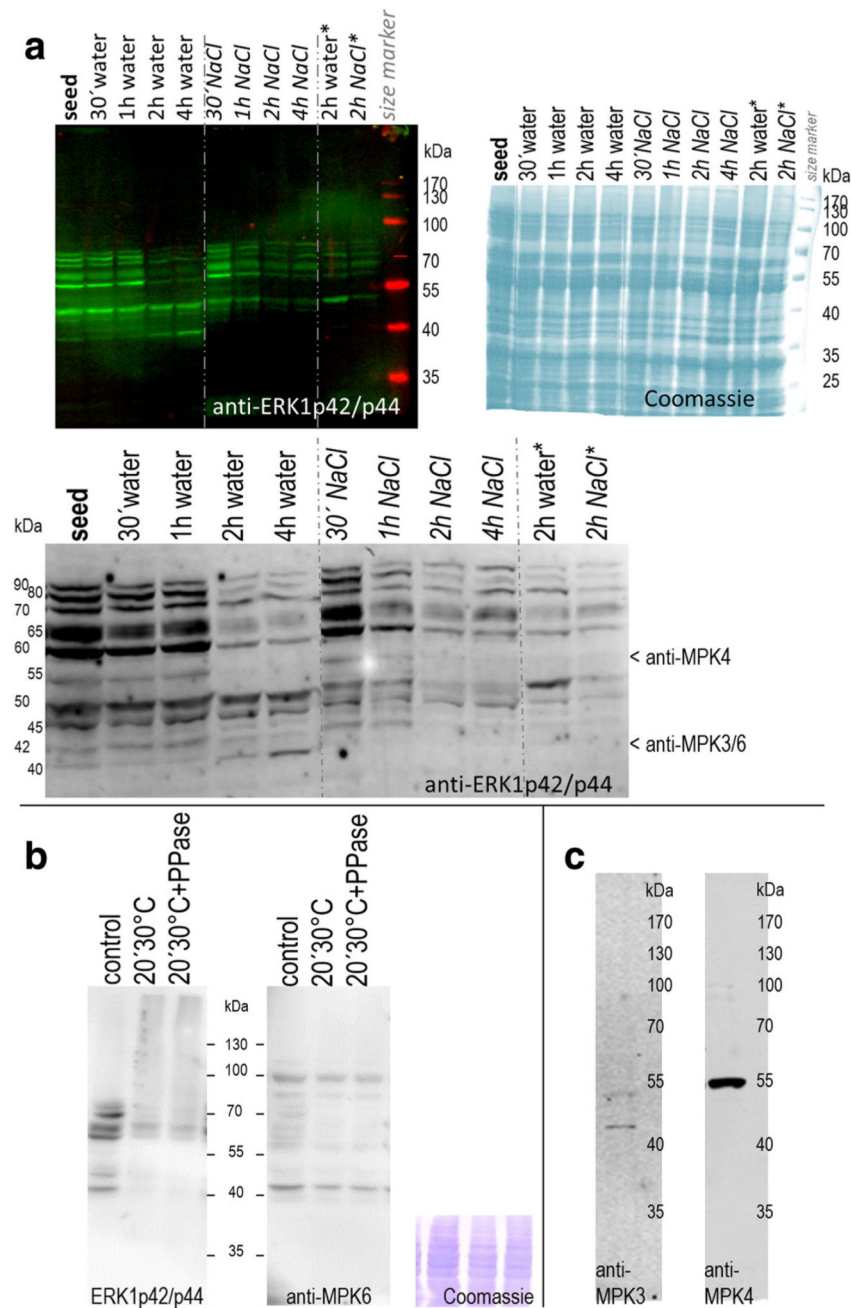 a
seed
30´water
1h water
2h water
4h water
30´NaCl
1h NaCl
2h NaCl
4h NaCl
2h water*
2h NaCl*
size marker
kDa
170
130
100
70
55
40
35
anti-ERK1p42/p44
seed
30´water
1h water
2h water
4h water
30´NaCl
1h NaCl
2h NaCl
4h NaCl
2h water*
2h NaCl*
size marker
kDa
170
130
100
70
55
40
35
25
Coomassie
kDa
seed
30´water
1h water
2h water
4h water
30´ NaCl
1h NaCl
2h NaCl
4h NaCl
2h water*
2h NaCl*
90
80
70
65
60
55
50
45
42
40
< anti-MPK4
< anti-MPK3/6
anti-ERK1p42/p44
b
control
20´30°C
20´30°C+PPase
kDa
130
100
70
55
40
35
ERK1p42/p44
control
20´30°C
20´30°C+PPase
anti-MPK6
Coomassie
c
kDa
170
130
100
70
55
40
35
anti-
MPK3
kDa
170
130
100
70
55
40
35
anti-
MPK4